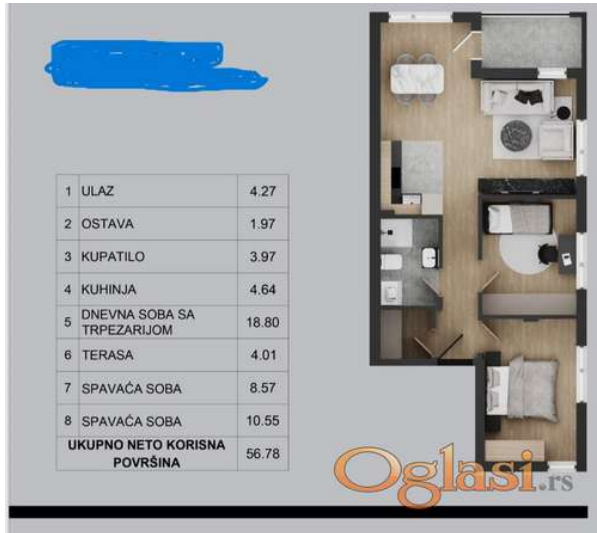 1 ULAZ 4.27
2 OSTAVA 1.97
3 KUPATILO 3.97
4 KUHINJA 4.64
5 DNEVNA SOBA SA
TRPEZARIJOM 18.80
6 TERASA 4.01
7 SPAVAĆA SOBA 8.57
8 SPAVAĆA SOBA 10.55
UKUPNO NETO KORISNA
POVRŠINA 56.78
Oglasi.rs